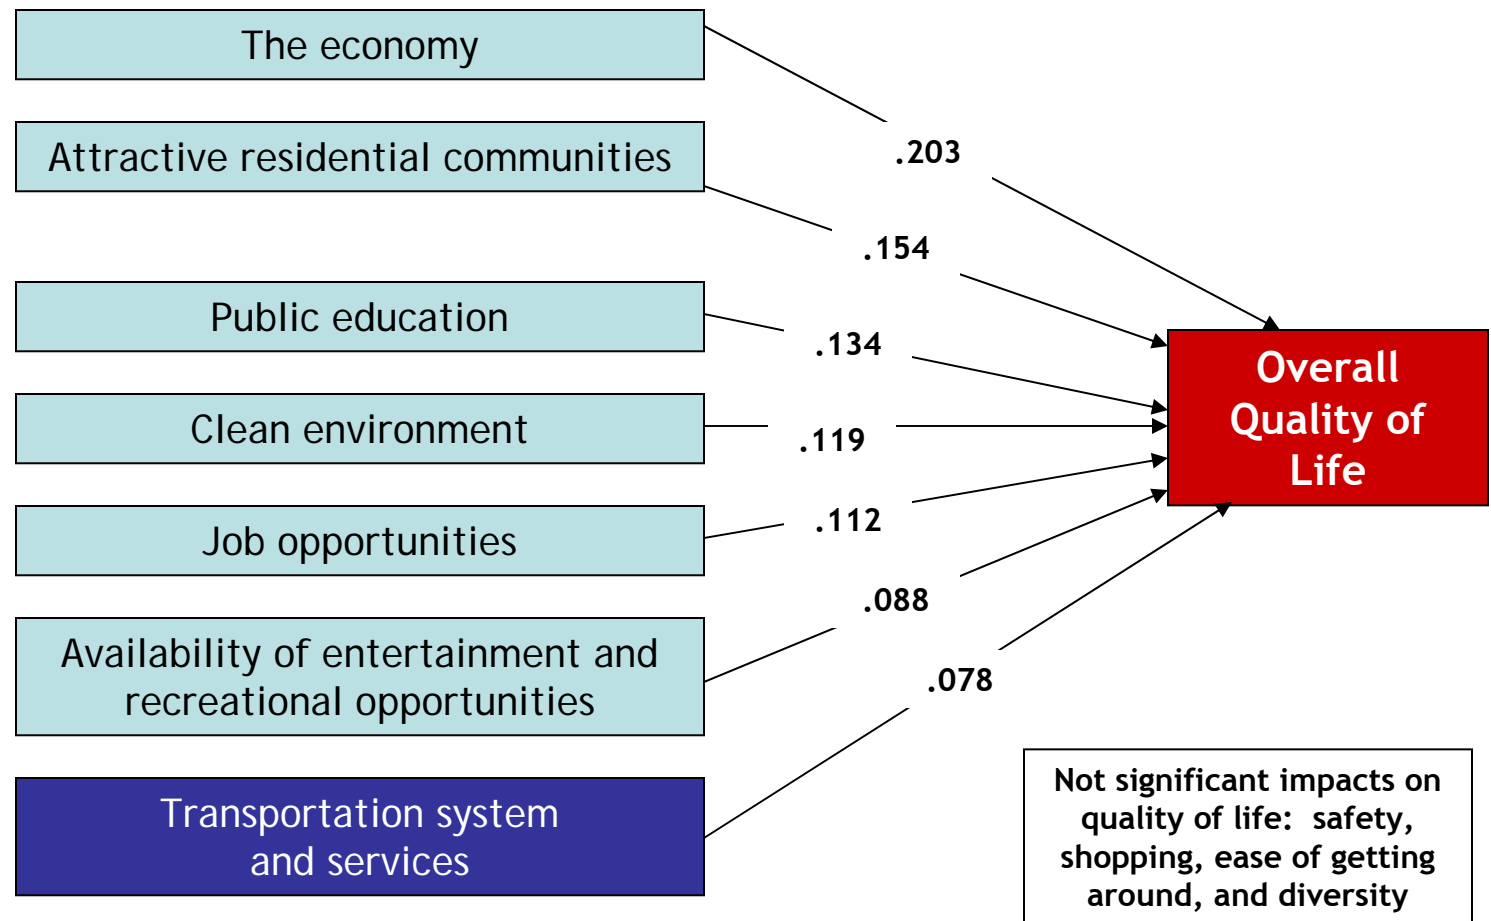 The economy
.203
Attractive residential communities
.154
Public education
.134
Clean environment
.119
Job opportunities
.112
Availability of entertainment and
recreational opportunities
.088
Transportation system
and services
.078
Overall
Quality of
Life
Not significant impacts on
quality of life: safety,
shopping, ease of getting
around, and diversity